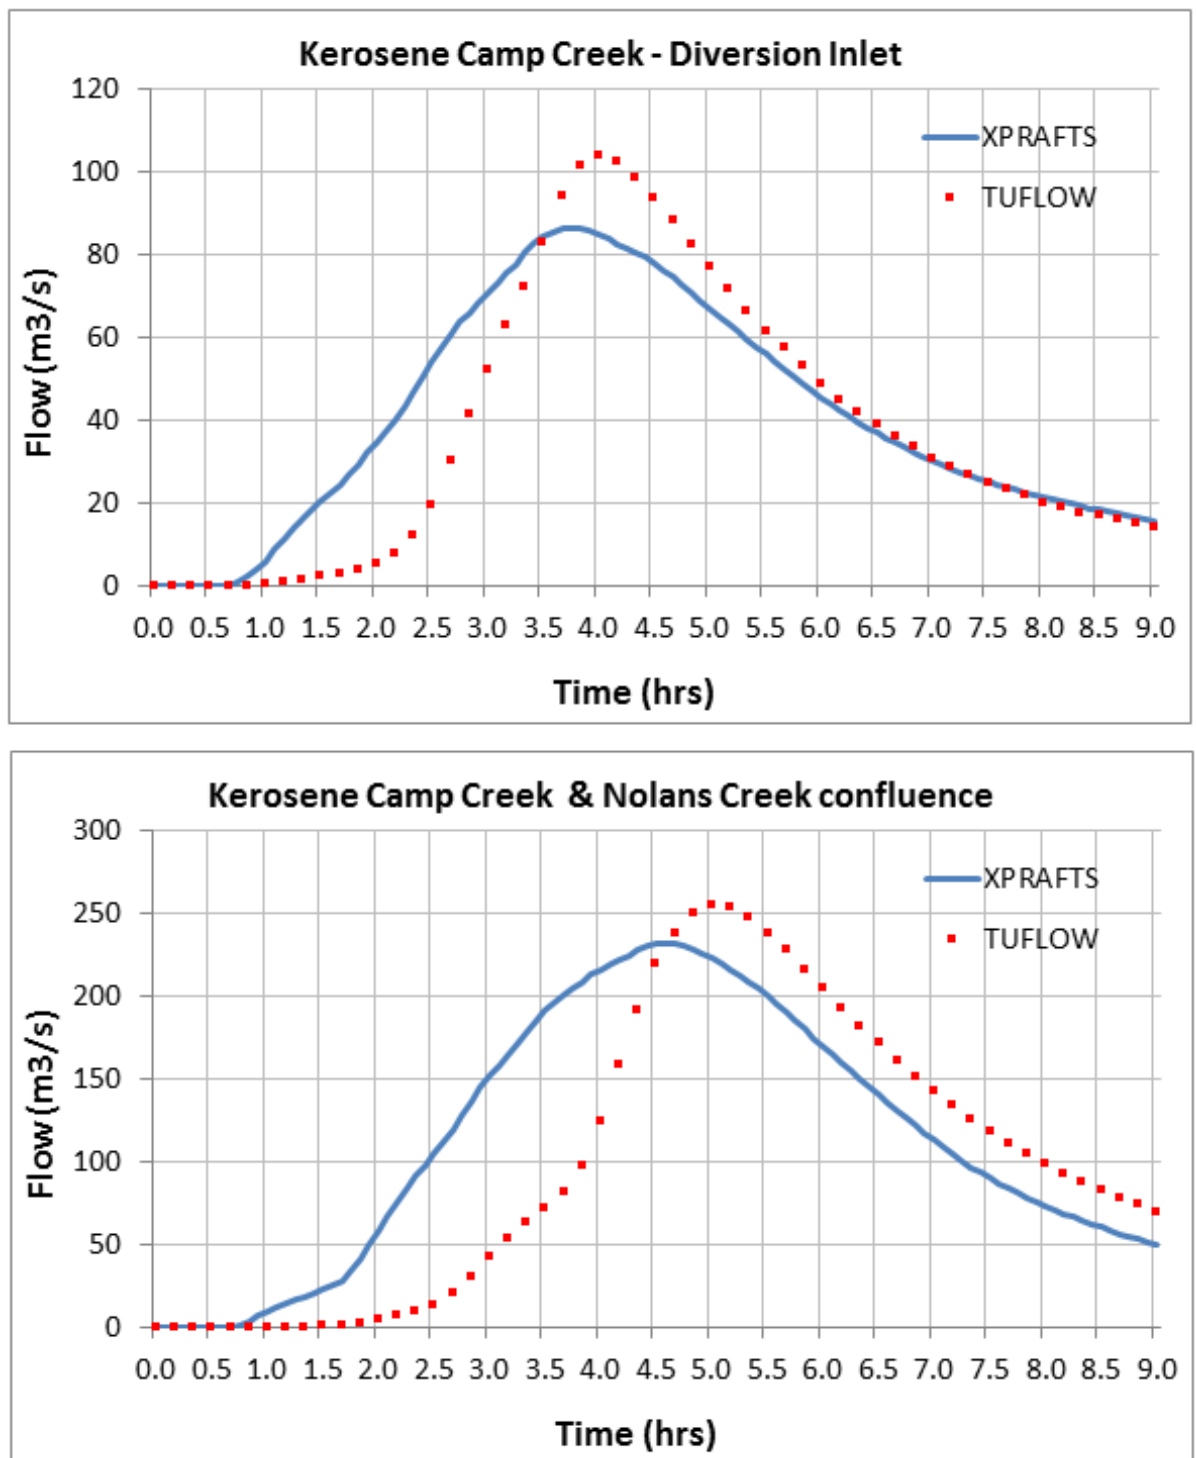 Kerosene Camp Creek - Diversion Inlet
120
100
80
60
40
20
0
Flow (m3/s)
XPRAFTS
TUFLOW
0.0 0.5 1.0 1.5 2.0 2.5 3.0 3.5 4.0 4.5 5.0 5.5 6.0 6.5 7.0 7.5 8.0 8.5 9.0
Time (hrs)
Kerosene Camp Creek & Nolans Creek confluence
300
250
200
150
100
50
0
Flow (m3/s)
XPRAFTS
TUFLOW
0.0 0.5 1.0 1.5 2.0 2.5 3.0 3.5 4.0 4.5 5.0 5.5 6.0 6.5 7.0 7.5 8.0 8.5 9.0
Time (hrs)